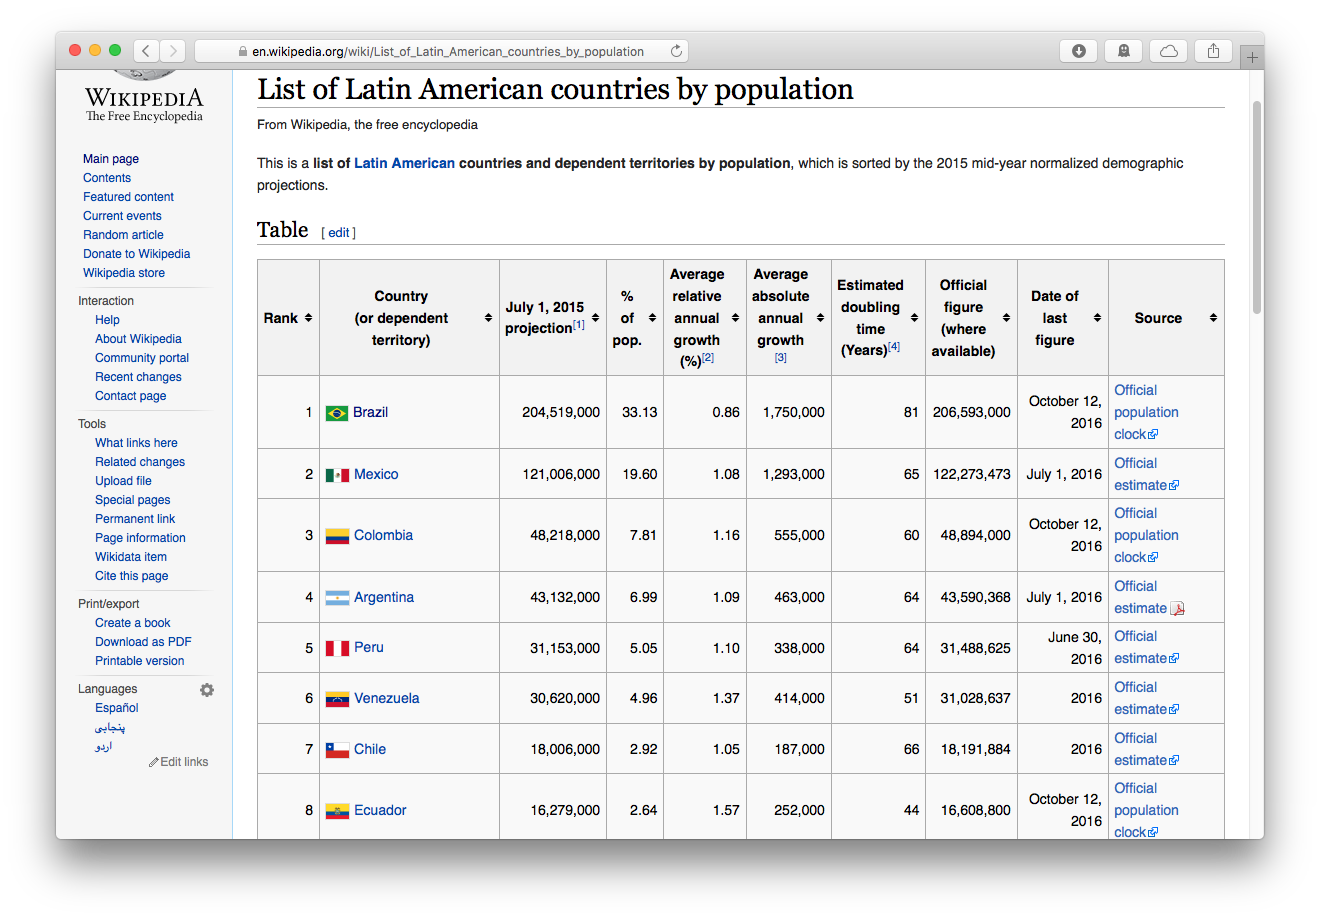 en.wikipedia.org/wiki/List_of_Latin_American_countries_by_population
WIKIPEDIA
The Free Encyclopedia
Main page
Contents
Featured content
Current events
Random article
Donate to Wikipedia
Wikipedia store
Interaction
Help
About Wikipedia
Community portal
Recent changes
Contact page
Tools
What links here
Related changes
Upload file
Special pages
Permanent link
Page information
Wikidata item
Cite this page
Print/export
Create a book
Download as PDF
Printable version
Languages
Español
پنجابی
اردو
Edit links
List of Latin American countries by population
From Wikipedia, the free encyclopedia
This is a list of Latin American countries and dependent territories by population, which is sorted by the 2015 mid-year normalized demographic
projections.
Table [ edit ]
Rank
Country
(or dependent
territory)
July 1, 2015
projection[1]
%
of
pop.
Average
relative
annual
growth
(%)[2]
Average
absolute
annual
growth
[3]
Estimated
doubling
time
(Years)[4]
Official
figure
(where
available)
Date of
last
figure
Source
1 Brazil 204,519,000 33.13 0.86 1,750,000 81 206,593,000
October 12,
2016
Official
population
clock
2 Mexico 121,006,000 19.60 1.08 1,293,000 65 122,273,473 July 1, 2016
Official
estimate
3 Colombia 48,218,000 7.81 1.16 555,000 60 48,894,000
October 12,
2016
Official
population
clock
4 Argentina 43,132,000 6.99 1.09 463,000 64 43,590,368 July 1, 2016
Official
estimate
5 Peru 31,153,000 5.05 1.10 338,000 64 31,488,625
June 30,
2016
Official
estimate
6 Venezuela 30,620,000 4.96 1.37 414,000 51 31,028,637 2016
Official
estimate
7 Chile 18,006,000 2.92 1.05 187,000 66 18,191,884 2016
Official
estimate
8 Ecuador 16,279,000 2.64 1.57 252,000 44 16,608,800
October 12,
2016
Official
population
clock